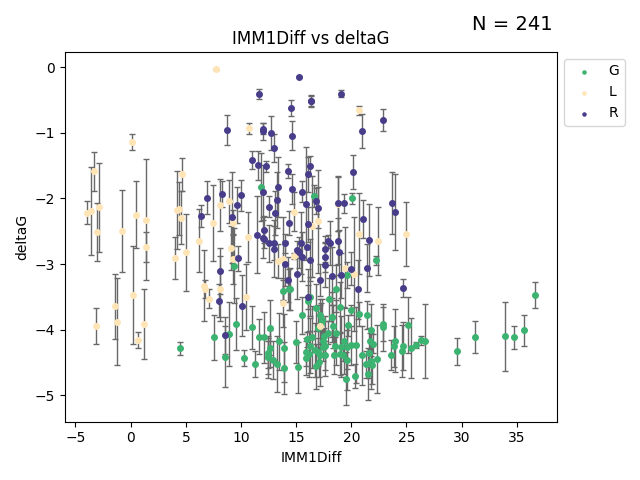 N = 241
IMM1Diff vs deltaG
G
L
R
0
−1
−2
−3
−4
−5
deltaG
−5 0 5 10 15 20 25 30 35
IMM1Diff